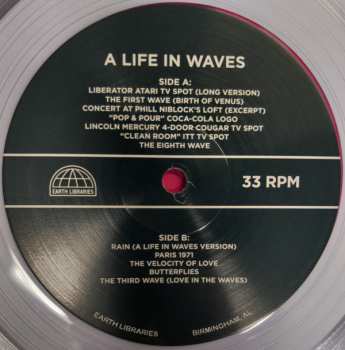 A LIFE IN WAVES
SIDE A:
LIBERATOR ATARI TV SPOT (LONG VERSION)
THE FIRST WAVE (BIRTH OF VENUS)
CONCERT AT PHILL NIBLOCK'S LOFT (EXCERPT)
"POP & POUR" COCA-COLA LOGO
LINCOLN MERCURY 4-DOOR COUGAR TV SPOT
"CLEAN ROOM" ITT TV SPOT
THE EIGHTH WAVE
EARTH LIBRARIES
33 RPM
SIDE B:
RAIN (A LIFE IN WAVES VERSION)
PARIS 1971
THE VELOCITY OF LOVE
BUTTERFLIES
THE THIRD WAVE (LOVE IN THE WAVES)
EARTH LIBRARIES
BIRMINGHAM, AL